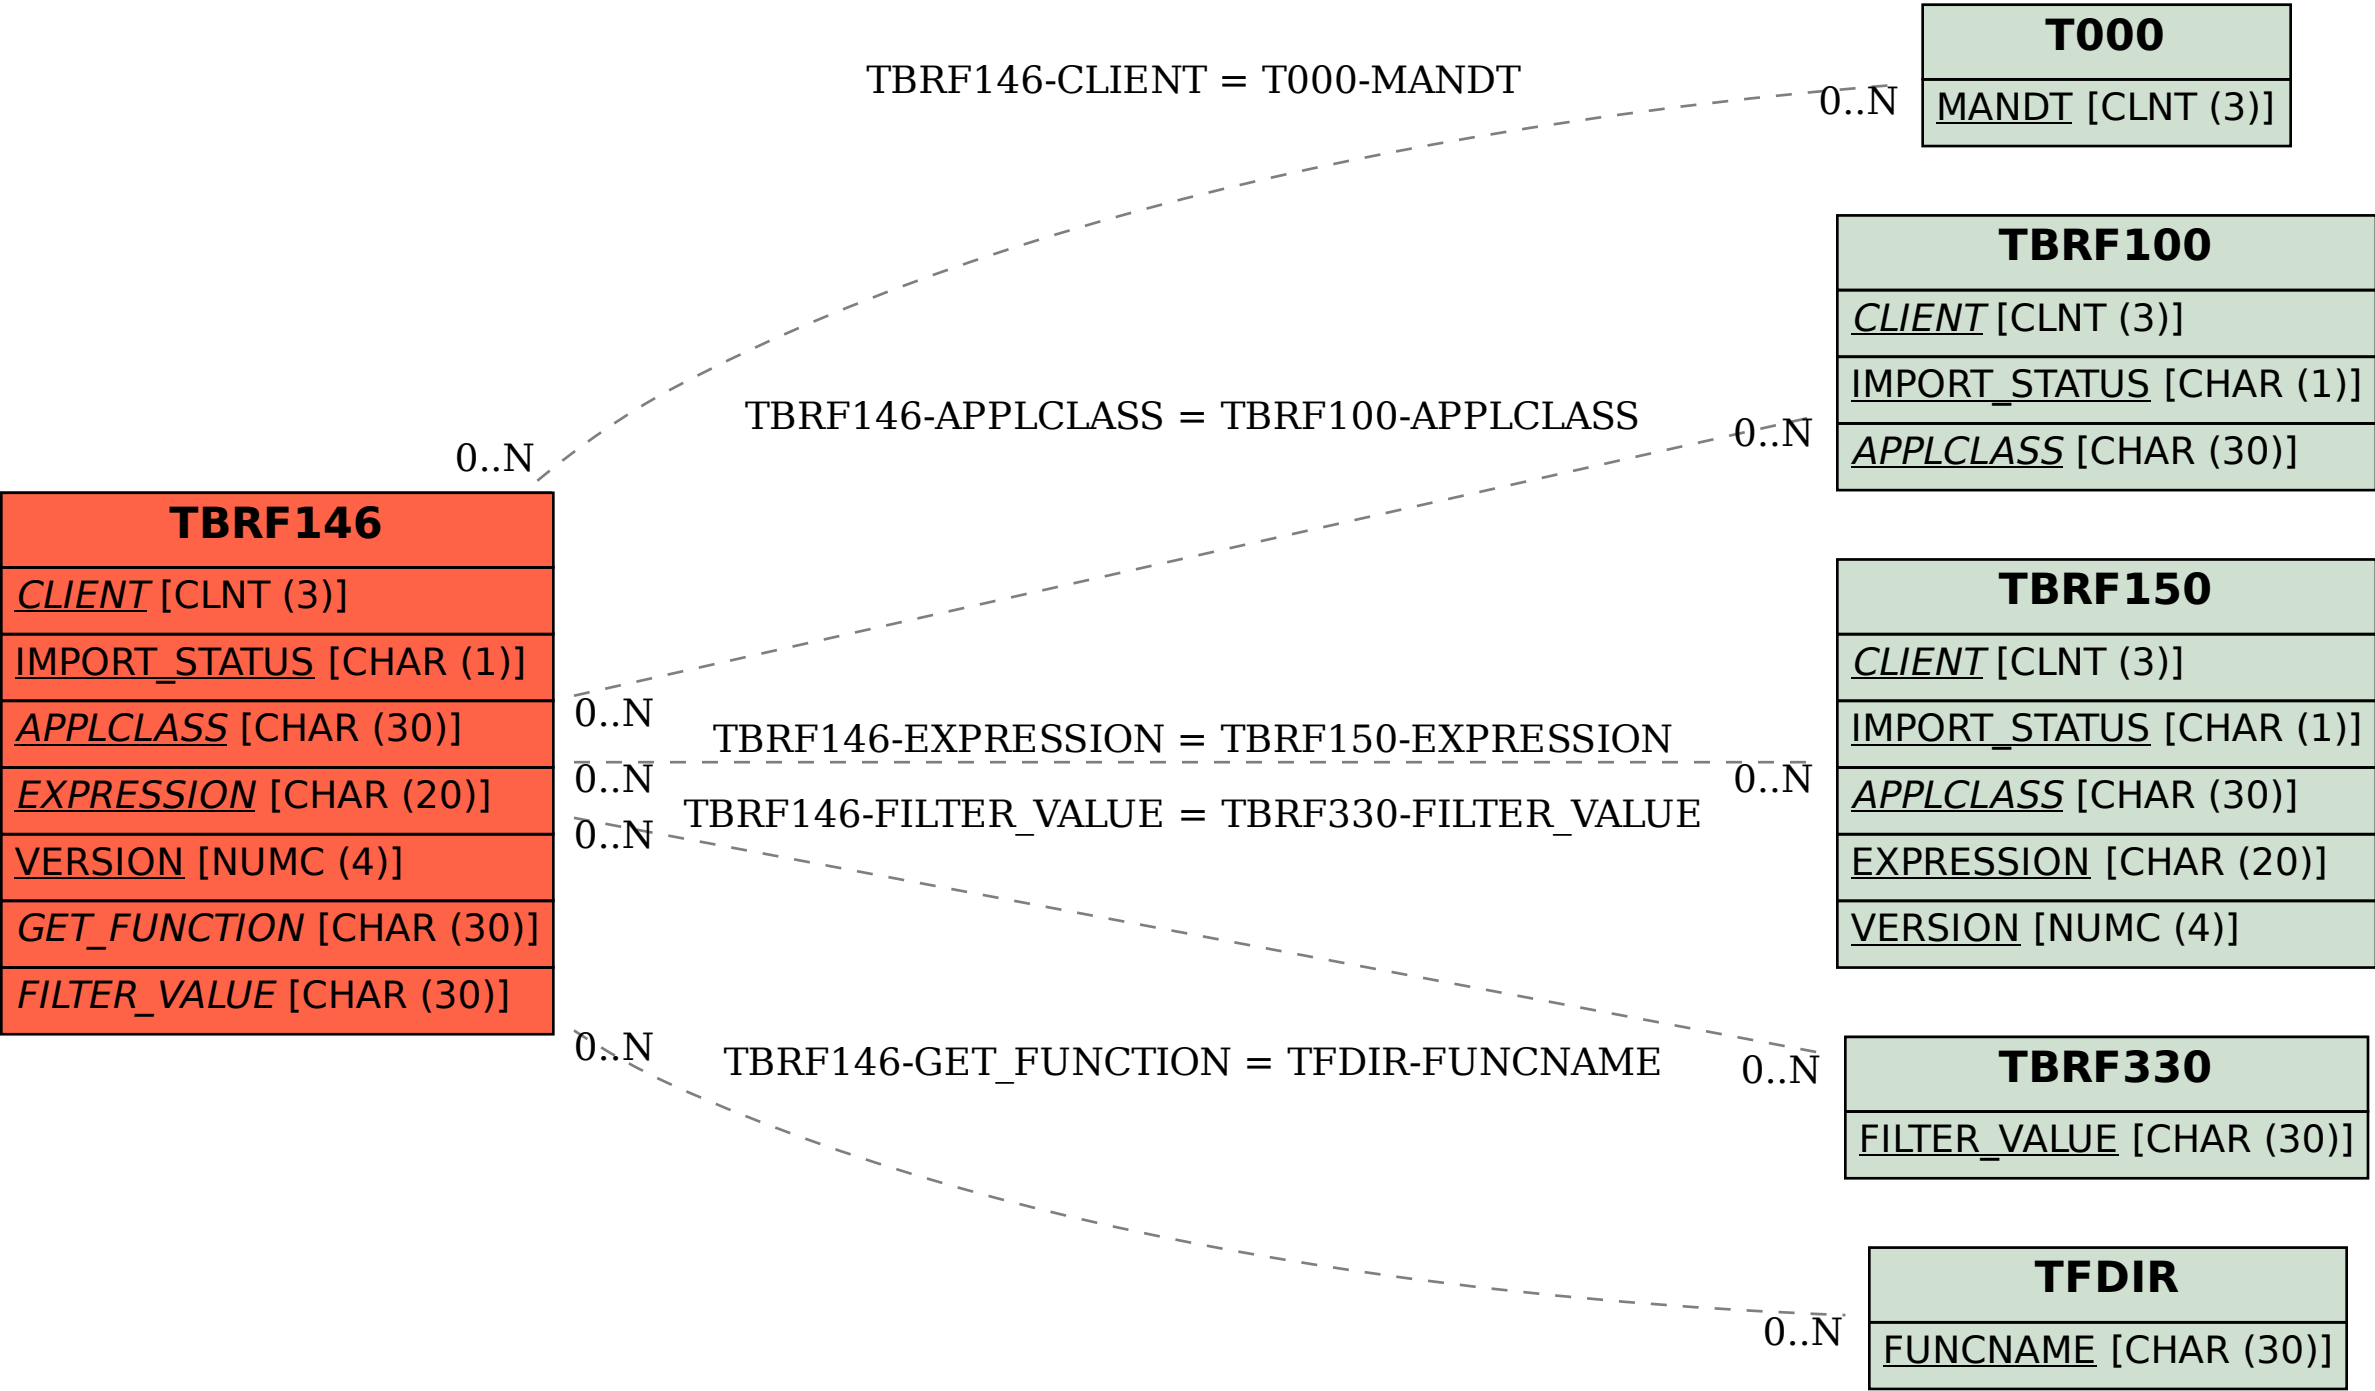 T000
MANDT [CLNT (3)]
TBRF146-CLIENT = T000-MANDT
0..N
0..N
TBRF100
CLIENT [CLNT (3)]
IMPORT_STATUS [CHAR (1)]
APPLCLASS [CHAR (30)]
TBRF146-APPLCLASS = TBRF100-APPLCLASS
0..N
0..N
TBRF146
CLIENT [CLNT (3)]
IMPORT_STATUS [CHAR (1)]
APPLCLASS [CHAR (30)]
EXPRESSION [CHAR (20)]
VERSION [NUMC (4)]
GET_FUNCTION [CHAR (30)]
FILTER_VALUE [CHAR (30)]
TBRF150
CLIENT [CLNT (3)]
IMPORT_STATUS [CHAR (1)]
APPLCLASS [CHAR (30)]
EXPRESSION [CHAR (20)]
VERSION [NUMC (4)]
TBRF146-EXPRESSION = TBRF150-EXPRESSION
0..N
0..N
TBRF146-FILTER_VALUE = TBRF330-FILTER_VALUE
0..N
0..N
TBRF330
FILTER_VALUE [CHAR (30)]
TBRF146-GET_FUNCTION = TFDIR-FUNCNAME
0..N
0..N
TFDIR
FUNCNAME [CHAR (30)]